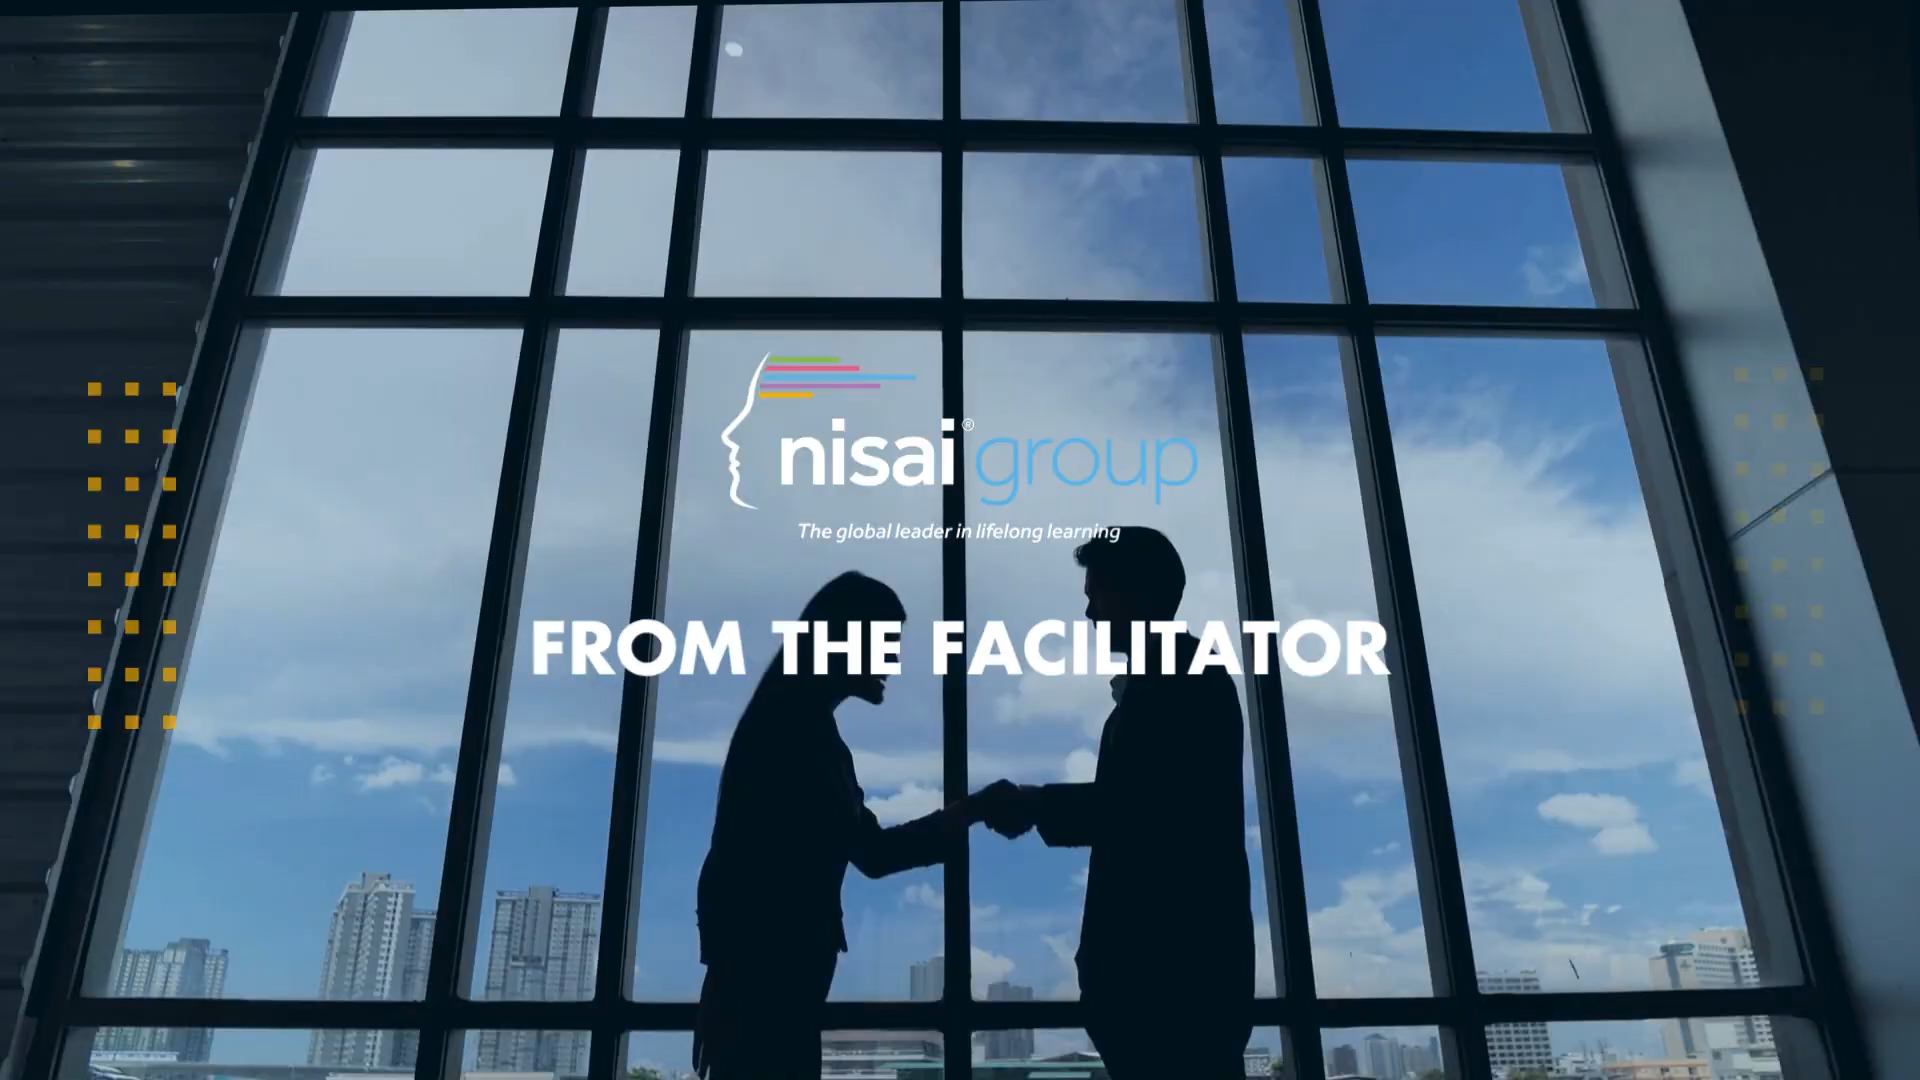 nisai® group
The global leader in lifelong learning
FROM THE FACILITATOR